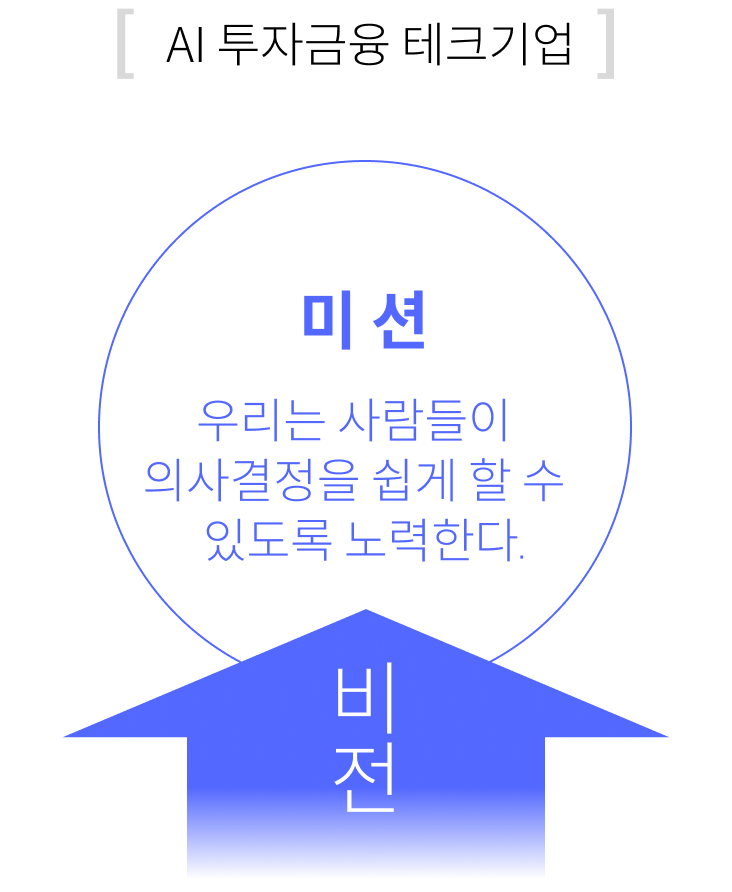 [ AI 투자금융 테크기업 ]
미 션
우리는 사람들이
의사결정을 쉽게 할 수
있도록 노력한다.
비
전